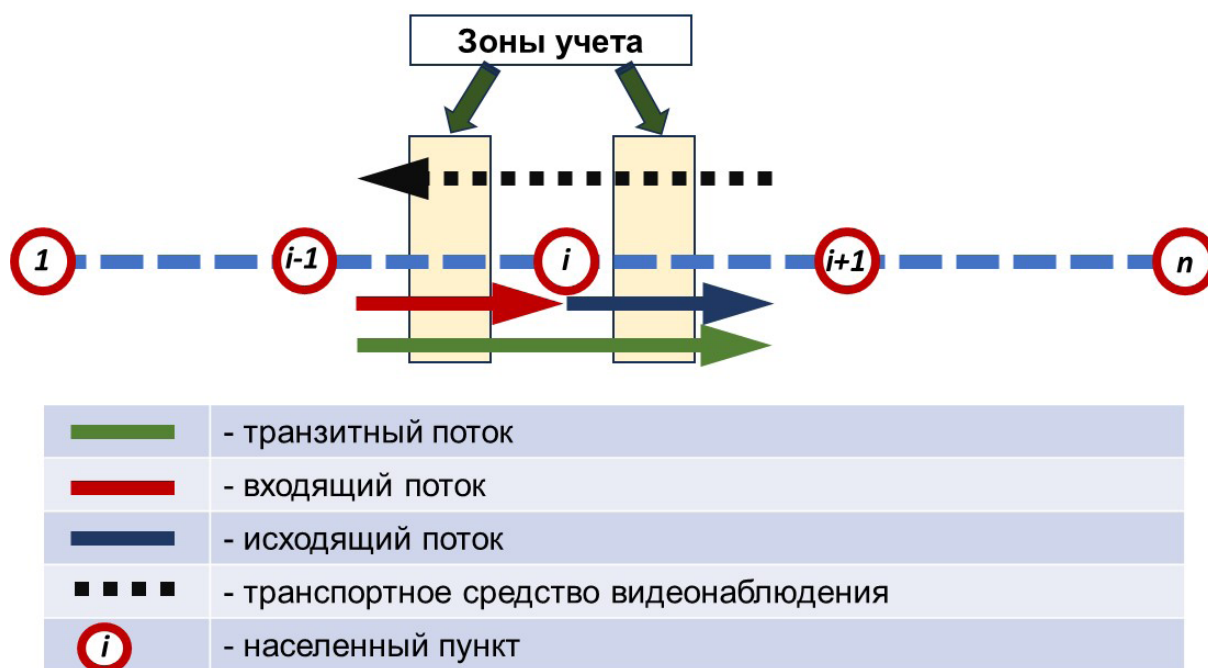 Зоны учета
1 i-1 i i+1 n
- транзитный поток
- входящий поток
- исходящий поток
- транспортное средство видеонаблюдения
i - населенный пункт